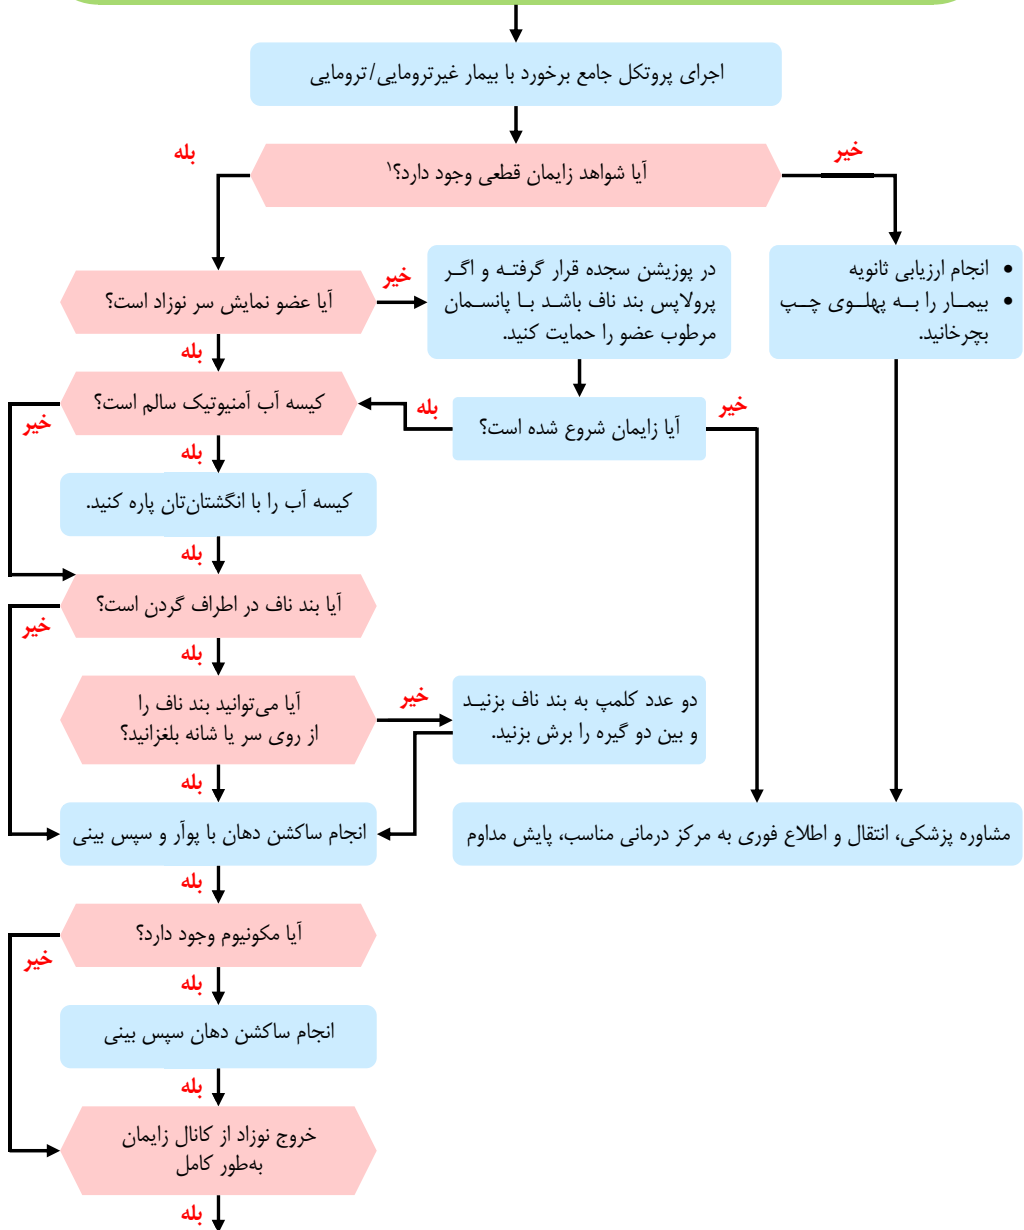 اجرای پروتکل جامع برخورد با بیمار غیرترومایی/ترومایی
آیا شواهد زایمان قطعی وجود دارد؟۱
خیر
بله
• انجام ارزیابی ثانویه
• بیمار را به پهلوی چپ
بچرخانید.
در پوزیشن سجده قرار گرفته و اگر
پرولاپس بند ناف باشد با پانسمان
مرطوب عضو را حمایت کنید.
خیر
آیا عضو نمایش سر نوزاد است؟
بله
آیا زایمان شروع شده است؟
خیر
بله
کیسه آب آمنیوتیک سالم است؟
خیر
بله
کیسه آب را با انگشتان‌تان پاره کنید.
بله
آیا بند ناف در اطراف گردن است؟
خیر
بله
آیا می‌توانید بند ناف را
از روی سر یا شانه بلغزانید؟
خیر
دو عدد کلمپ به بند ناف بزنید
و بین دو گیره را برش بزنید.
بله
انجام ساکشن دهان با پوآر و سپس بینی
مشاوره پزشکی، انتقال و اطلاع فوری به مرکز درمانی مناسب، پایش مداوم
بله
آیا مکونیوم وجود دارد؟
خیر
بله
انجام ساکشن دهان سپس بینی
بله
خروج نوزاد از کانال زایمان
به‌طور کامل
بله